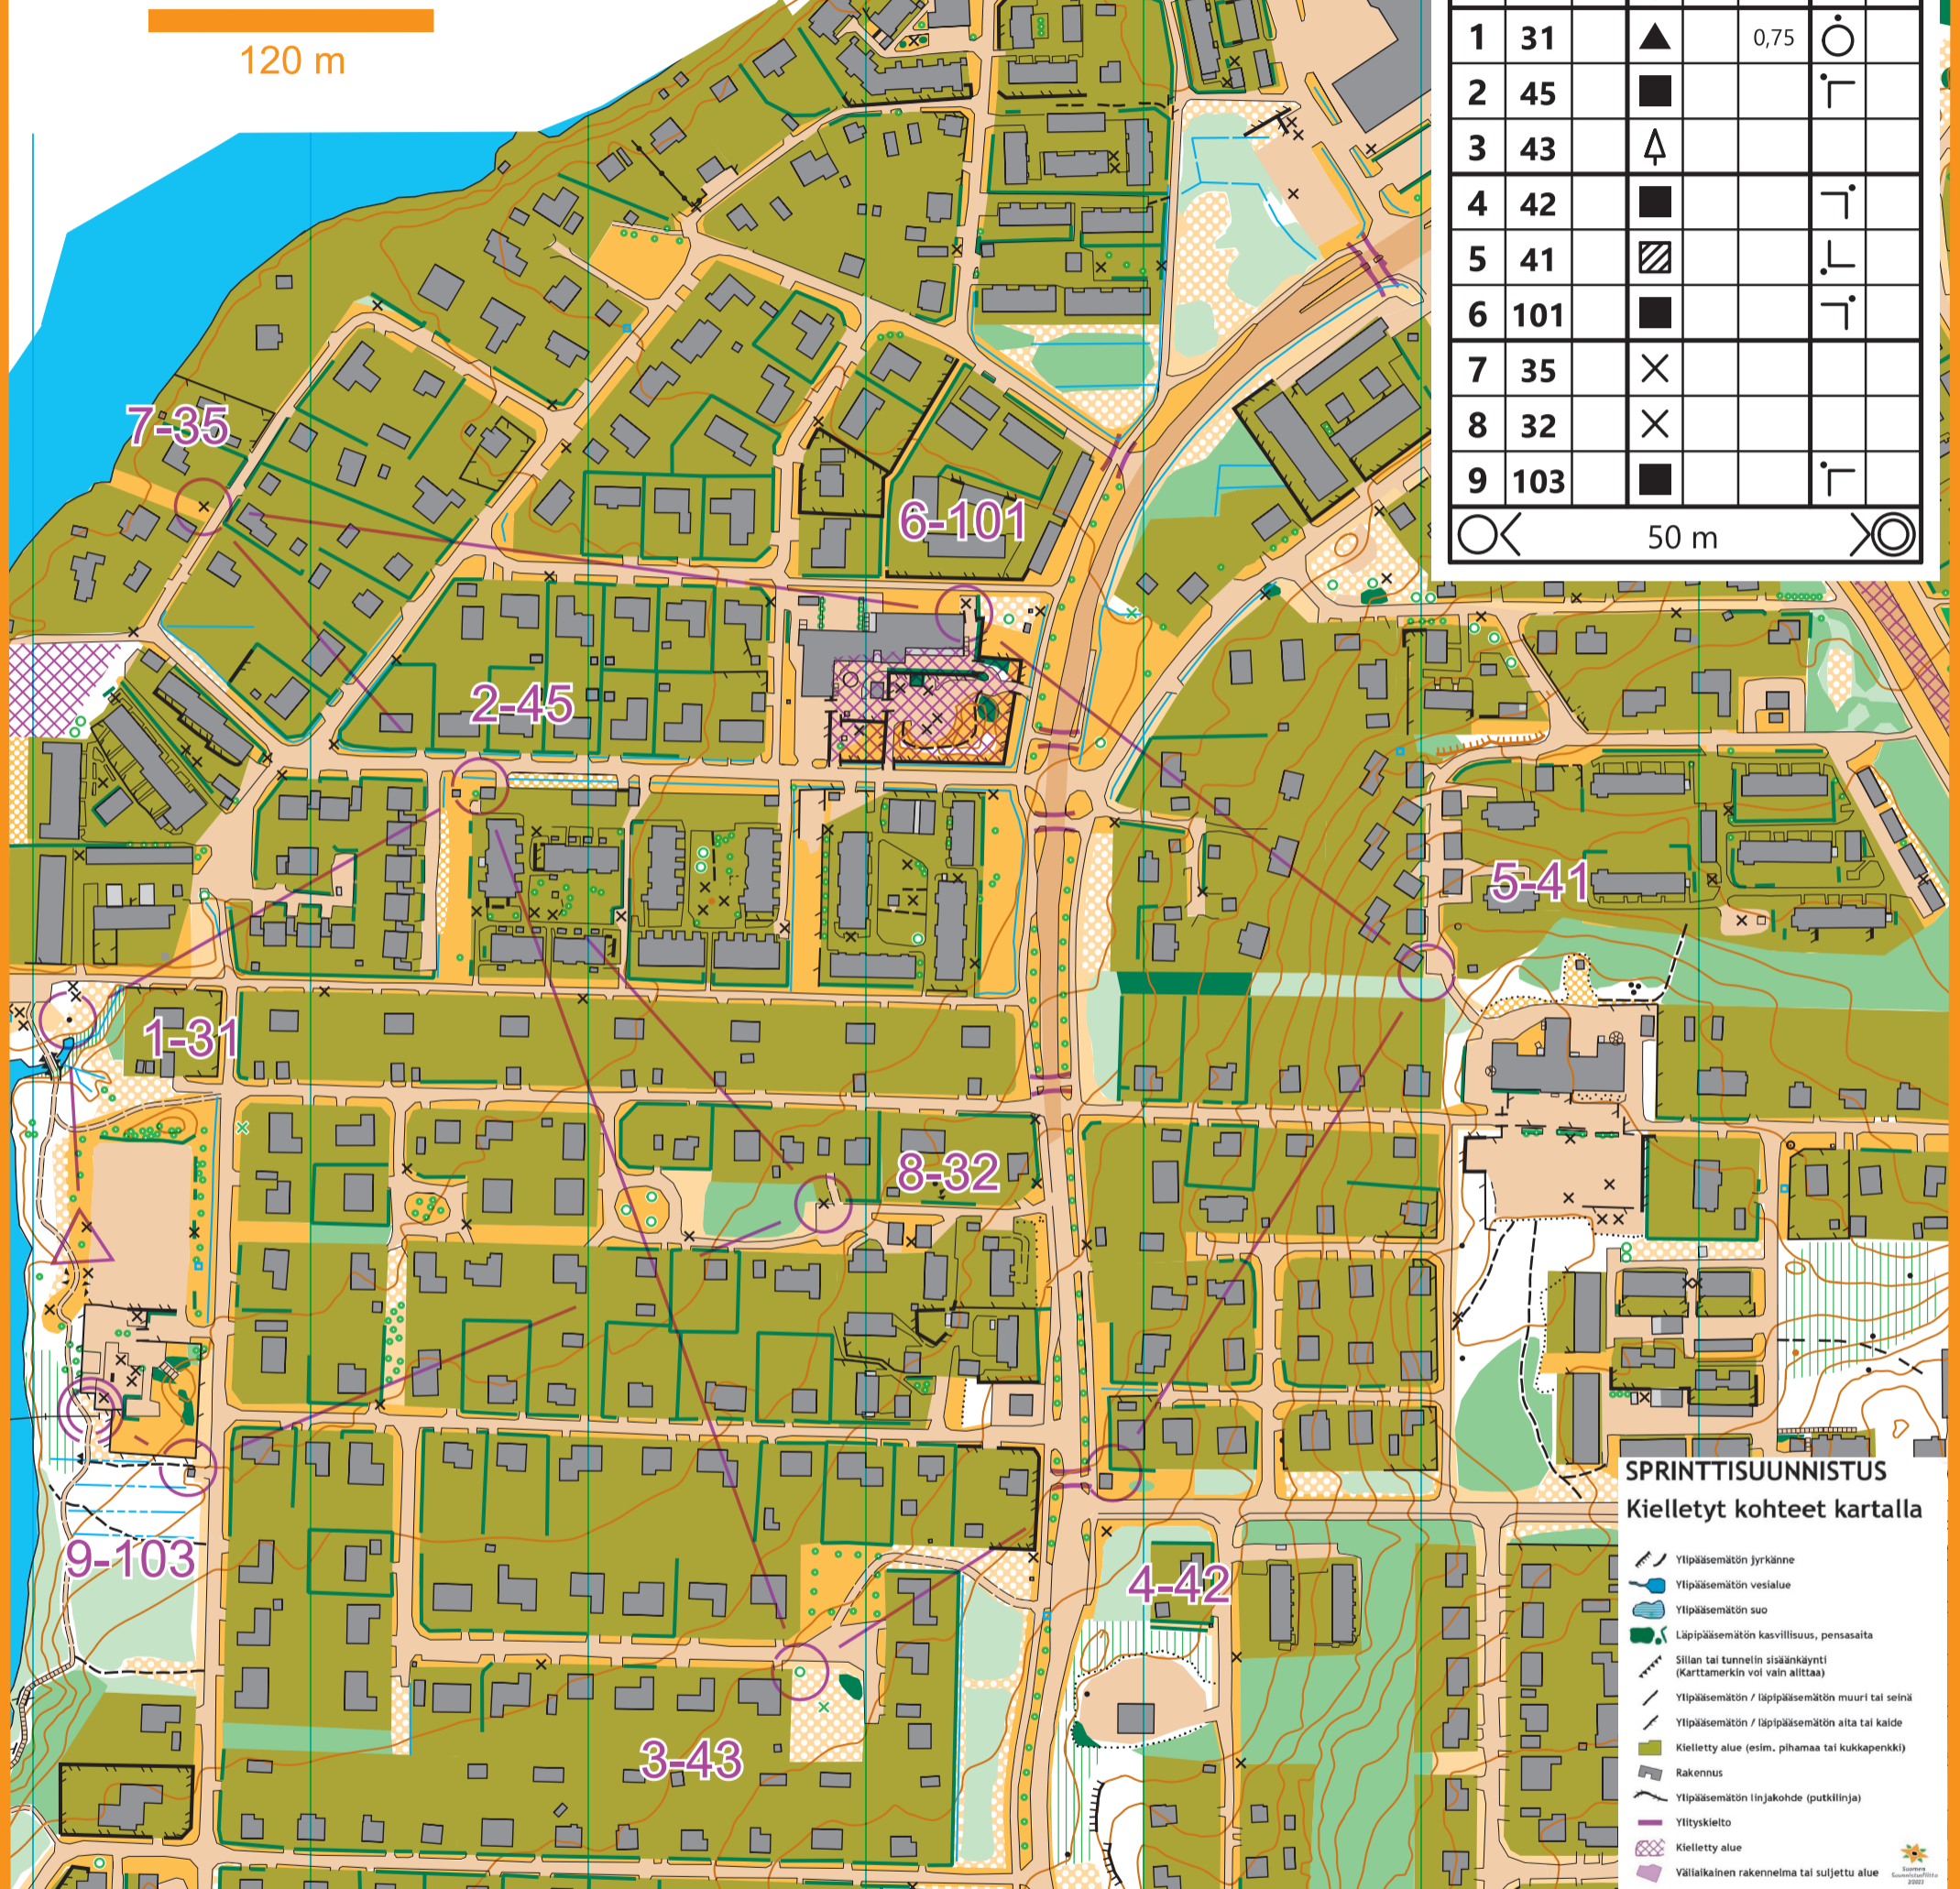 120 m
1 31 0,75
2 45
3 43
4 42
5 41
6 101
7 35
8 32
9 103
50 m
7-35
6-101
2-45
5-41
1-31
8-32
9-103
4-42
3-43
SPRINTTISUUNNISTUS
Kielletyt kohteet kartalla
Ylipääsemätön jyrkänne
Ylipääsemätön vesialue
Ylipääsemätön suo
Läpipääsemätön kasvillisuus, pensasaita
Sillan tai tunnelin sisäänkäynti
(Karttamerkin voi vain alittaa)
Ylipääsemätön / läpipääsemätön muuri tai seinä
Ylipääsemätön / läpipääsemätön aita tai kaide
Kielletty alue (esim. pihamaa tai kukkapenkki)
Rakennus
Ylipääsemätön linjakohde (putkilinja)
Ylityskielto
Kielletty alue
Väliaikainen rakennelma tai suljettu alue
Suomen
Suunnistusliitto
2/2023